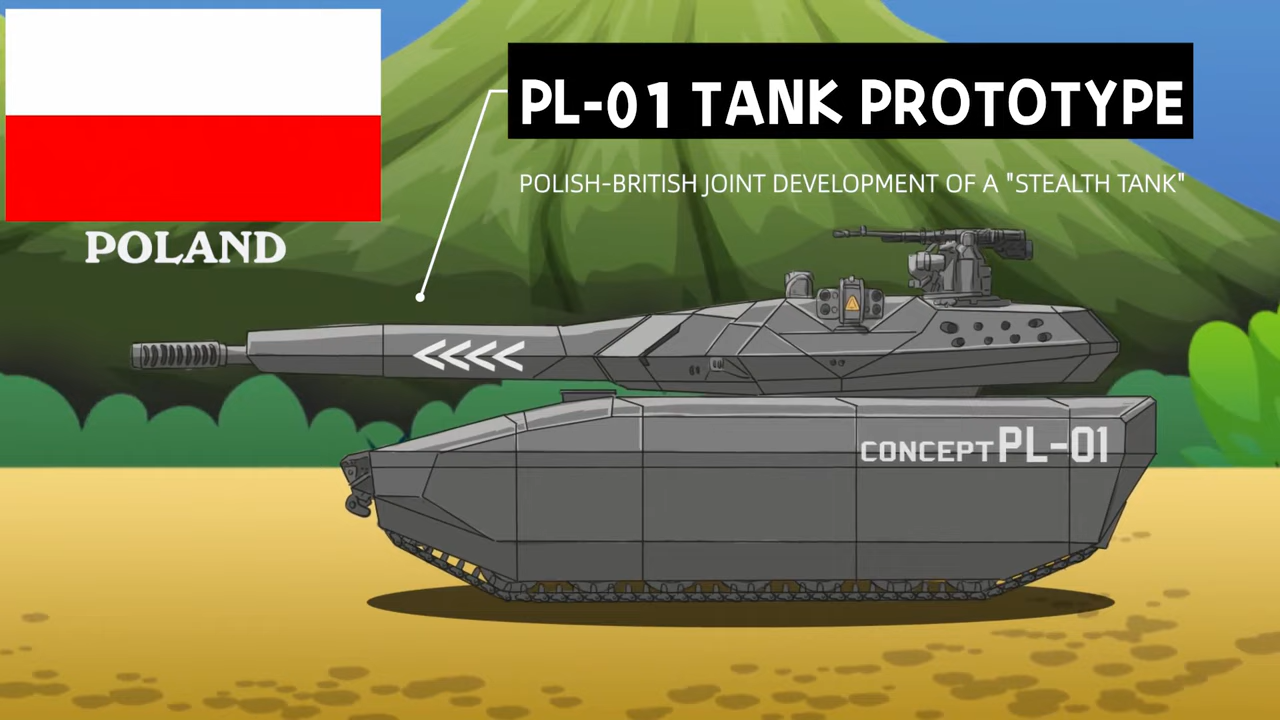 POLAND
PL-01 TANK PROTOTYPE
POLISH-BRITISH JOINT DEVELOPMENT OF A "STEALTH TANK"
CONCEPT PL-01